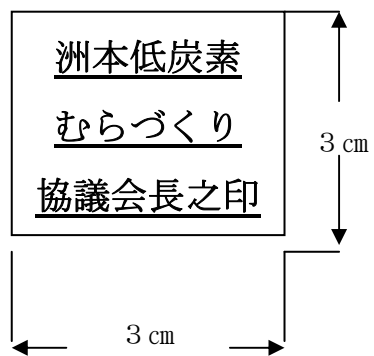 洲本低炭素
むらづくり
協議会長之印
３㎝
３㎝